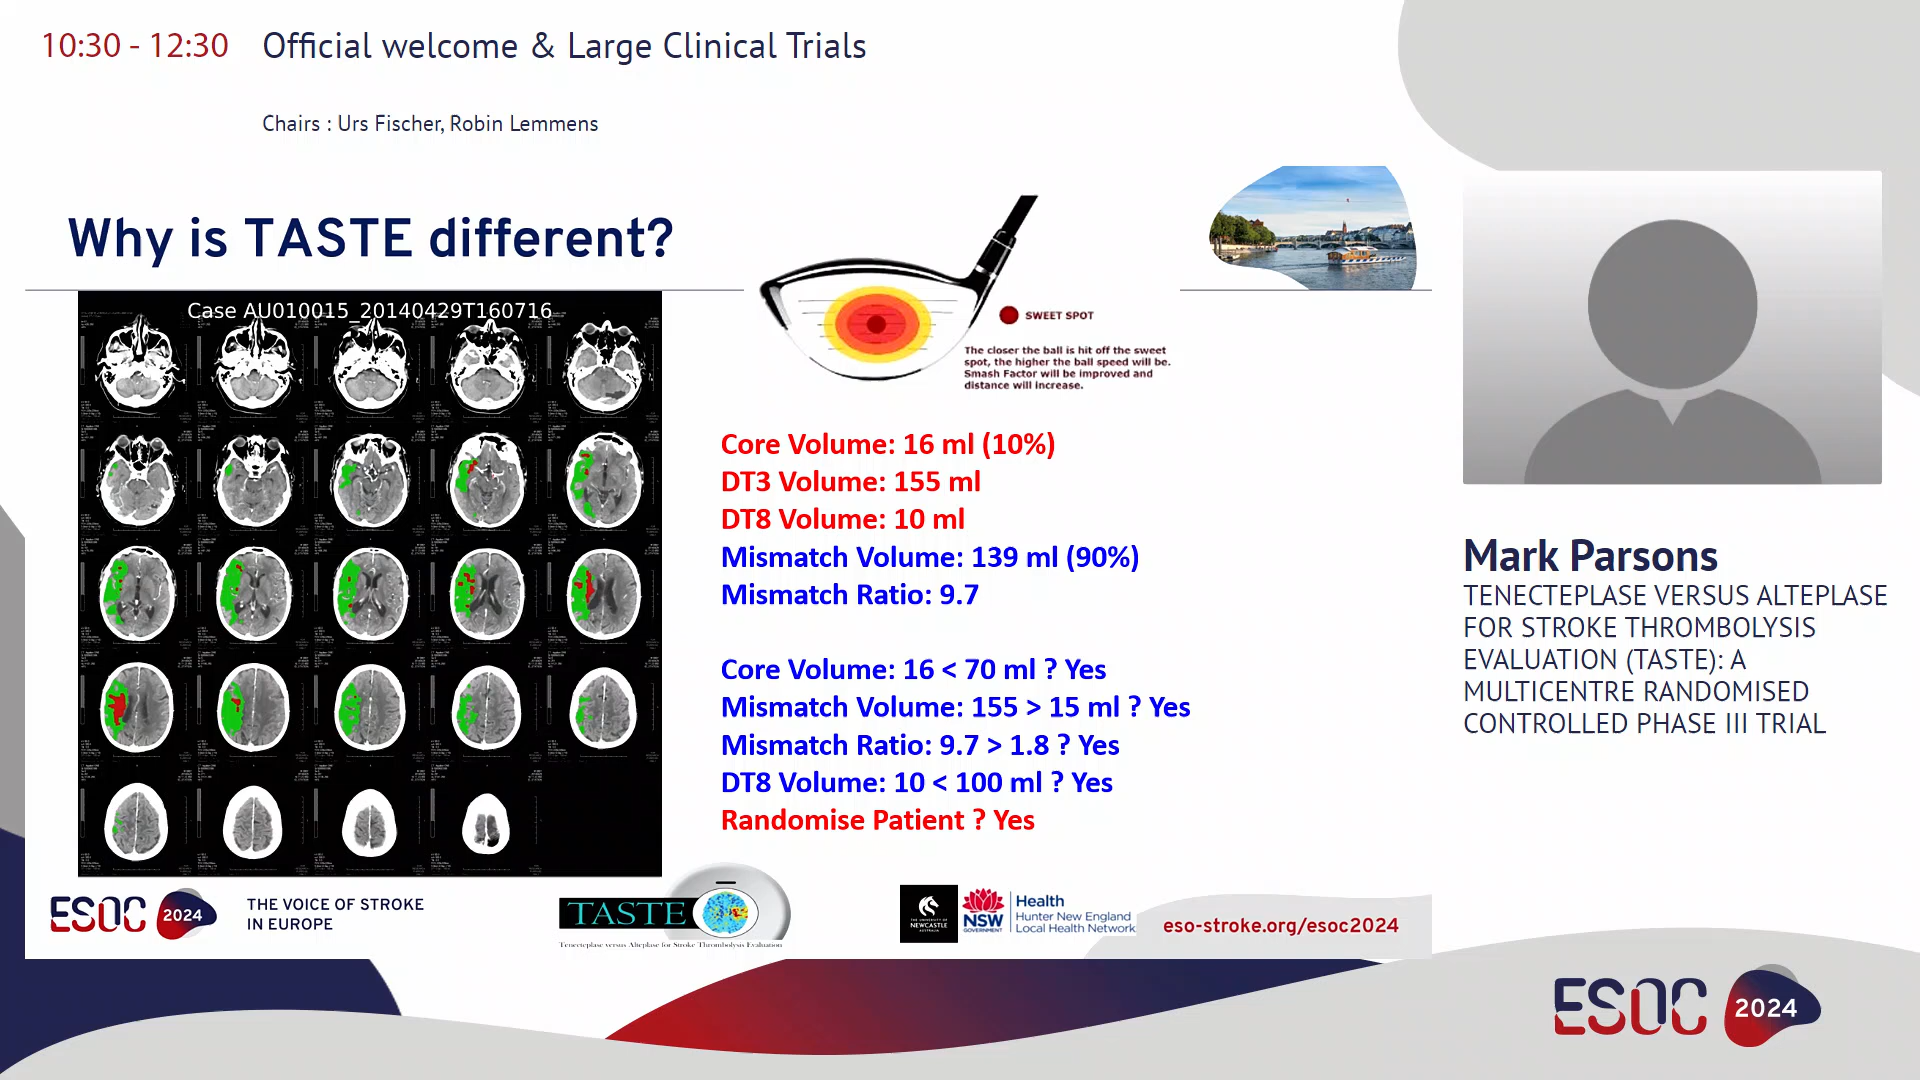 10:30 - 12:30 Official welcome & Large Clinical Trials
Chairs : Urs Fischer, Robin Lemmens
Why is TASTE different?
Case AU010015_20140429T160716
SWEET SPOT
The closer the ball is hit off the sweet
spot, the higher the ball speed will be.
Smash Factor will be improved and
distance will increase.
Core Volume: 16 ml (10%)
DT3 Volume: 155 ml
DT8 Volume: 10 ml
Mismatch Volume: 139 ml (90%)
Mismatch Ratio: 9.7
Core Volume: 16 < 70 ml ? Yes
Mismatch Volume: 155 > 15 ml ? Yes
Mismatch Ratio: 9.7 > 1.8 ? Yes
DT8 Volume: 10 < 100 ml ? Yes
Randomise Patient ? Yes
Mark Parsons
TENECTEPLASE VERSUS ALTEPLASE
FOR STROKE THROMBOLYSIS
EVALUATION (TASTE): A
MULTICENTRE RANDOMISED
CONTROLLED PHASE III TRIAL
ESOC 2024
THE VOICE OF STROKE
IN EUROPE
TASTE
Tenecteplase versus Alteplase for Stroke Thrombolysis Evaluation
THE UNIVERSITY OF
NEWCASTLE
AUSTRALIA
NSW
GOVERNMENT
Health
Hunter New England
Local Health Network
eso-stroke.org/esoc2024
ESOC 2024